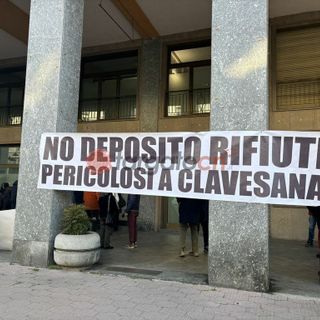 NO DEPOSITO RIFIUTI
PERICOLOSI A CLAVESANA